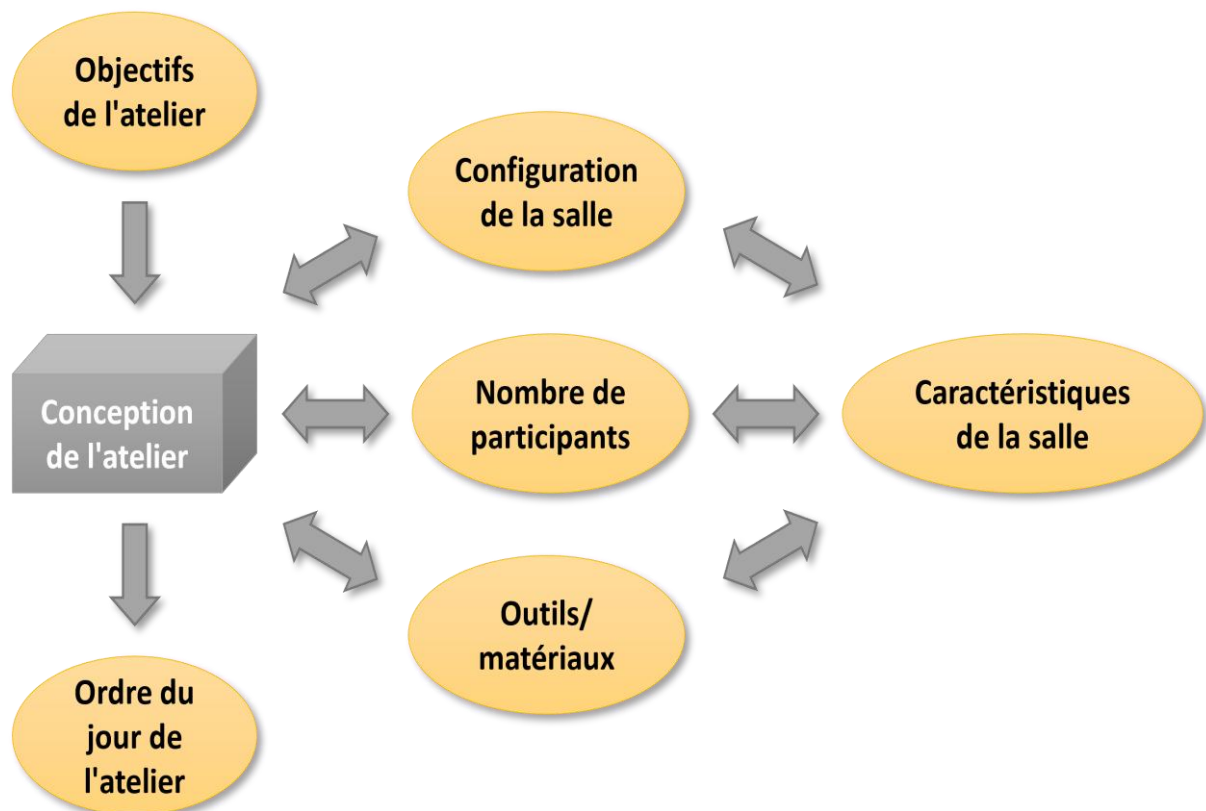 Objectifs
de l'atelier
Configuration
de la salle
Conception
de l'atelier
Nombre de
participants
Caractéristiques
de la salle
Outils/
matériaux
Ordre du
jour de
l'atelier